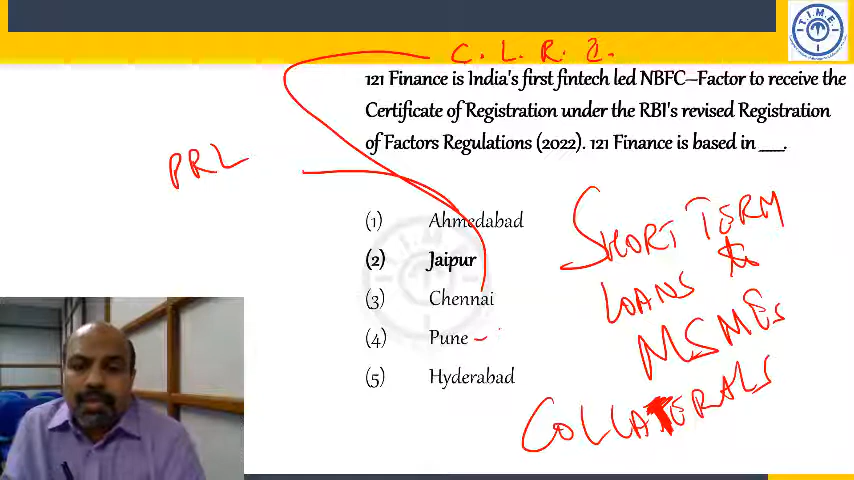 T.I.M.E.
C. L. R. I.
121 Finance is India's first fintech led NBFC–Factor to receive the
Certificate of Registration under the RBI's revised Registration
of Factors Regulations (2022). 121 Finance is based in ___.
PRL
(1) Ahmedabad
(2) Jaipur
(3) Chennai
(4) Pune –
(5) Hyderabad
SHORT TERM
LOANS to
MSMEs
COLLATERALS